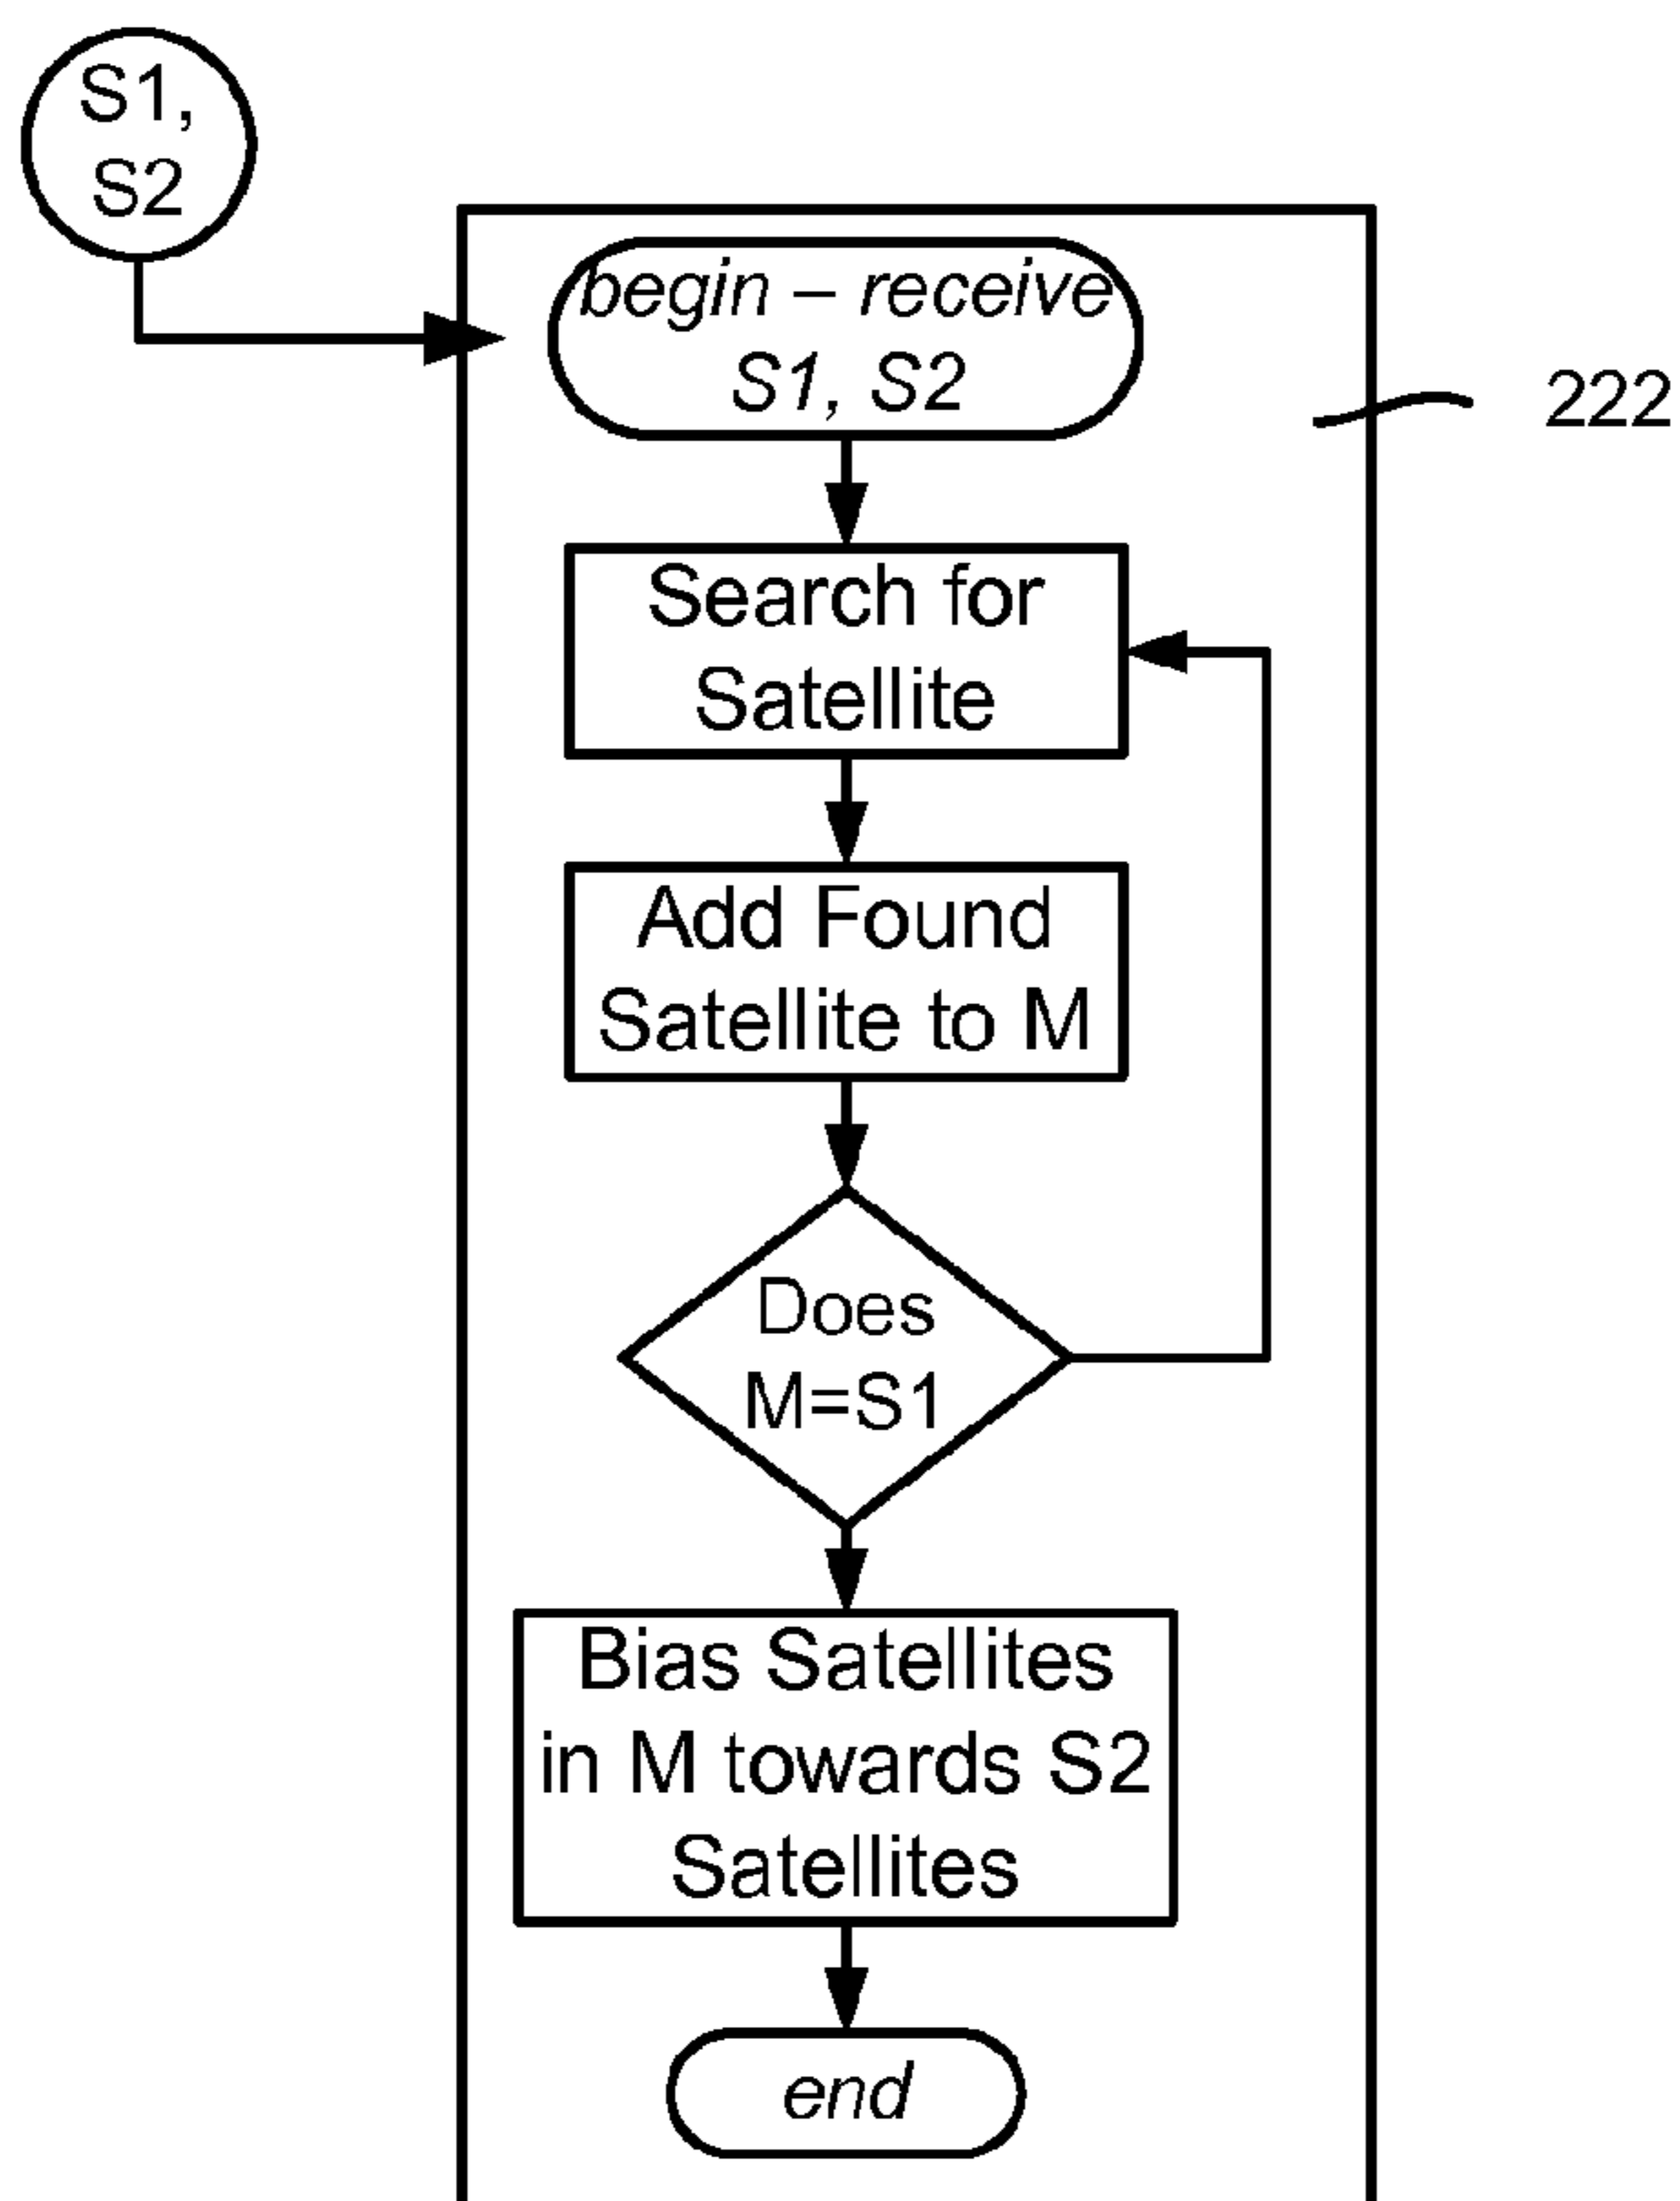 S1,
S2
begin – receive
S1, S2
222
Search for
Satellite
Add Found
Satellite to M
Does
M=S1
Bias Satellites
in M towards S2
Satellites
end